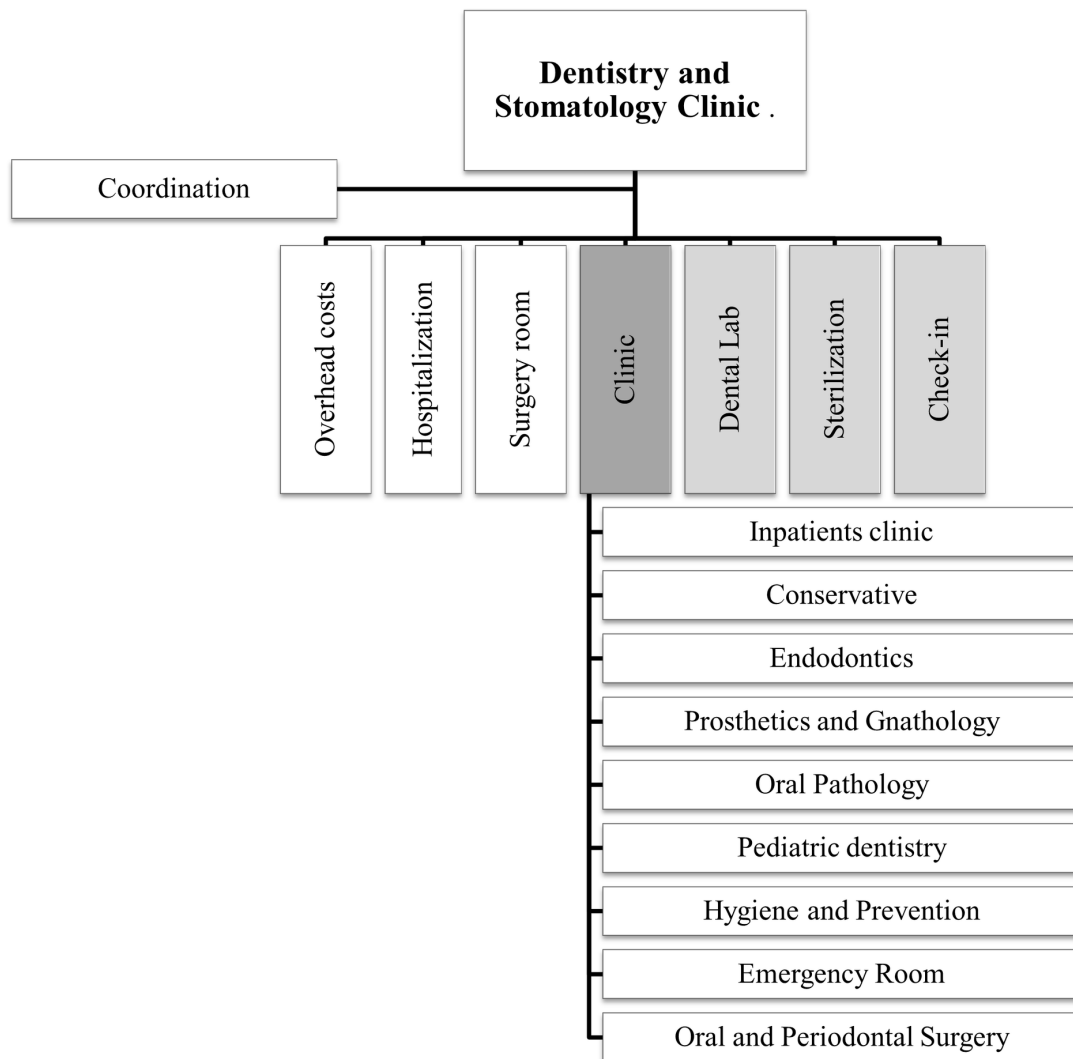 Dentistry and
Stomatology Clinic .
Coordination
Overhead costs
Hospitalization
Surgery room
Clinic
Dental Lab
Sterilization
Check-in
Inpatients clinic
Conservative
Endodontics
Prosthetics and Gnathology
Oral Pathology
Pediatric dentistry
Hygiene and Prevention
Emergency Room
Oral and Periodontal Surgery